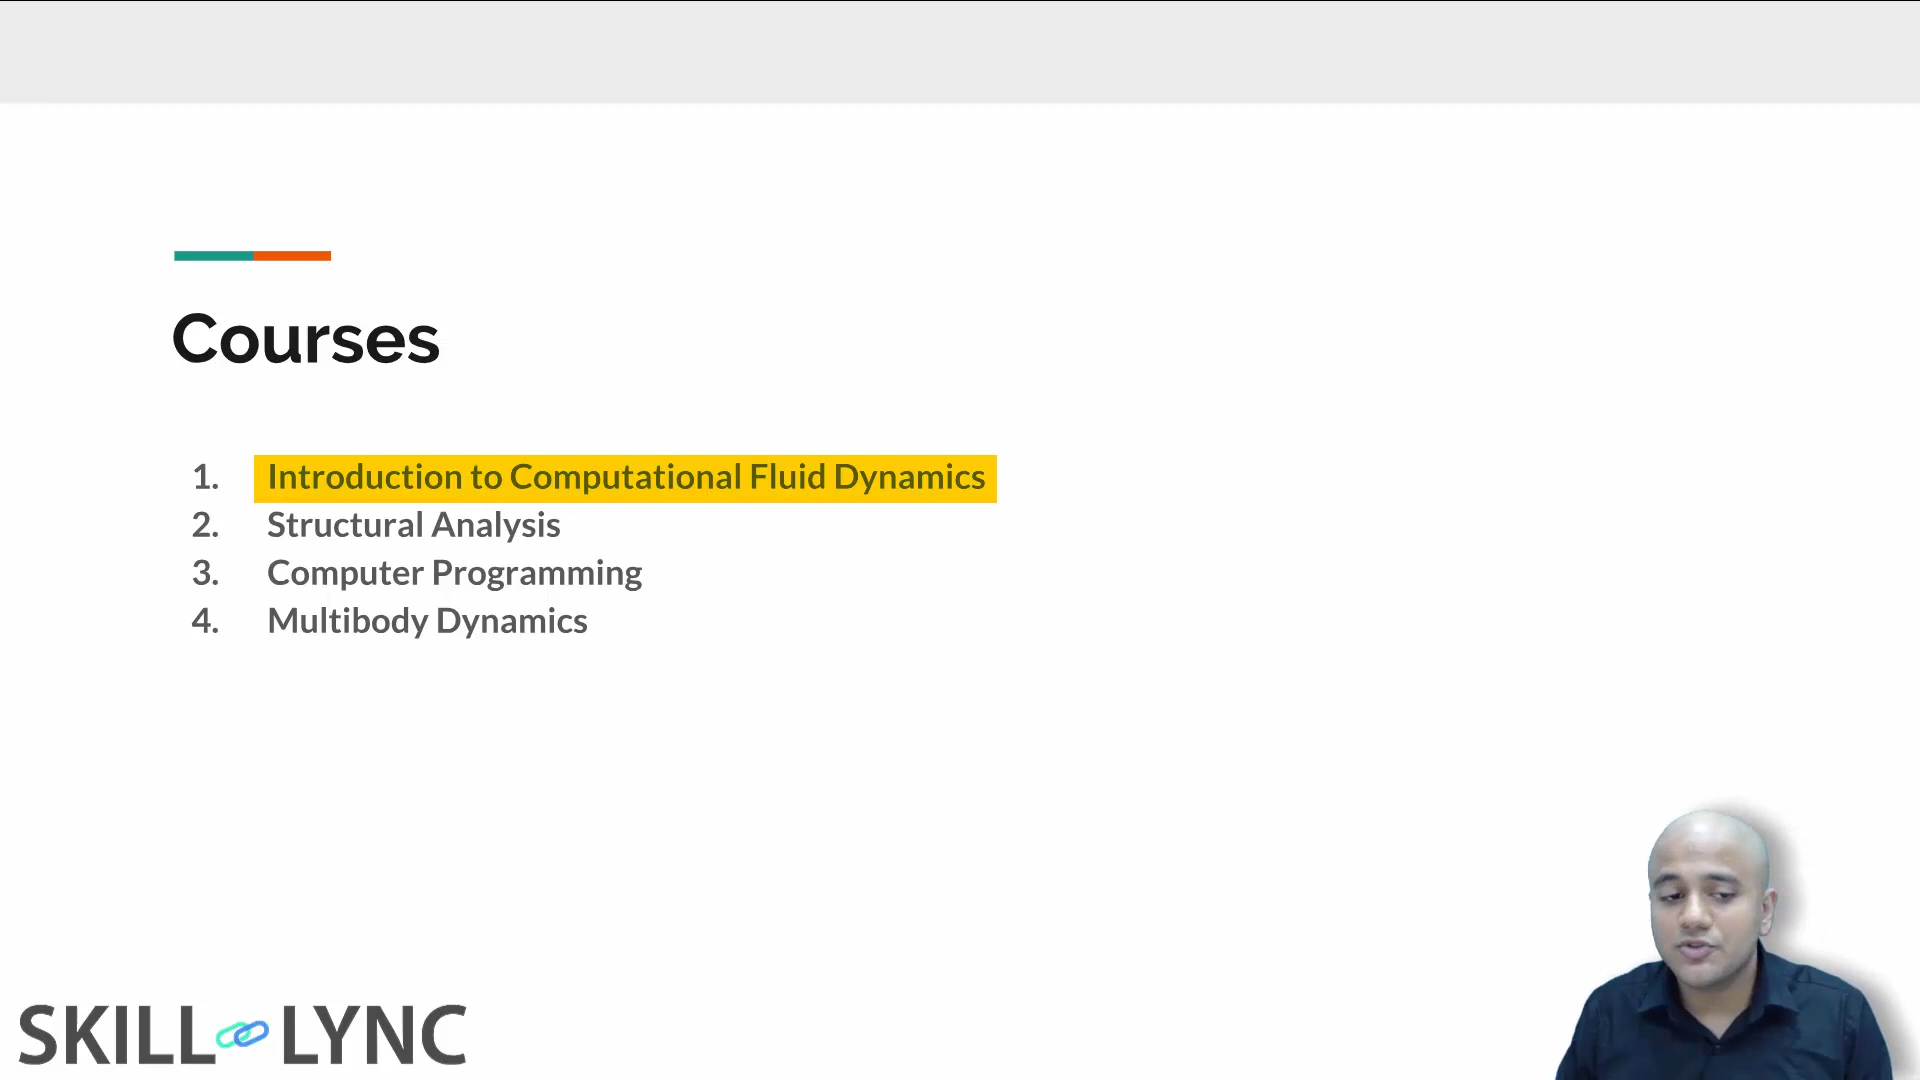 Courses
1. Introduction to Computational Fluid Dynamics
2. Structural Analysis
3. Computer Programming
4. Multibody Dynamics
SKILL LYNC